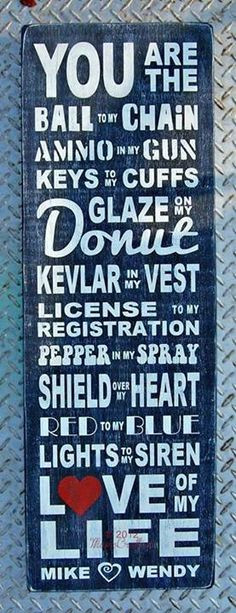 YOU ARE THE
BALL TO MY CHAIN
AMMO IN MY GUN
KEYS TO MY CUFFS
GLAZE ON MY
Donut
KEVLAR IN MY VEST
LICENSE TO MY
REGISTRATION
PEPPER IN MY SPRAY
SHIELD OVER MY HEART
RED TO MY BLUE
LIGHTS TO MY SIREN
LOVE OF MY
© 2012
LIFE
MIKE WENDY